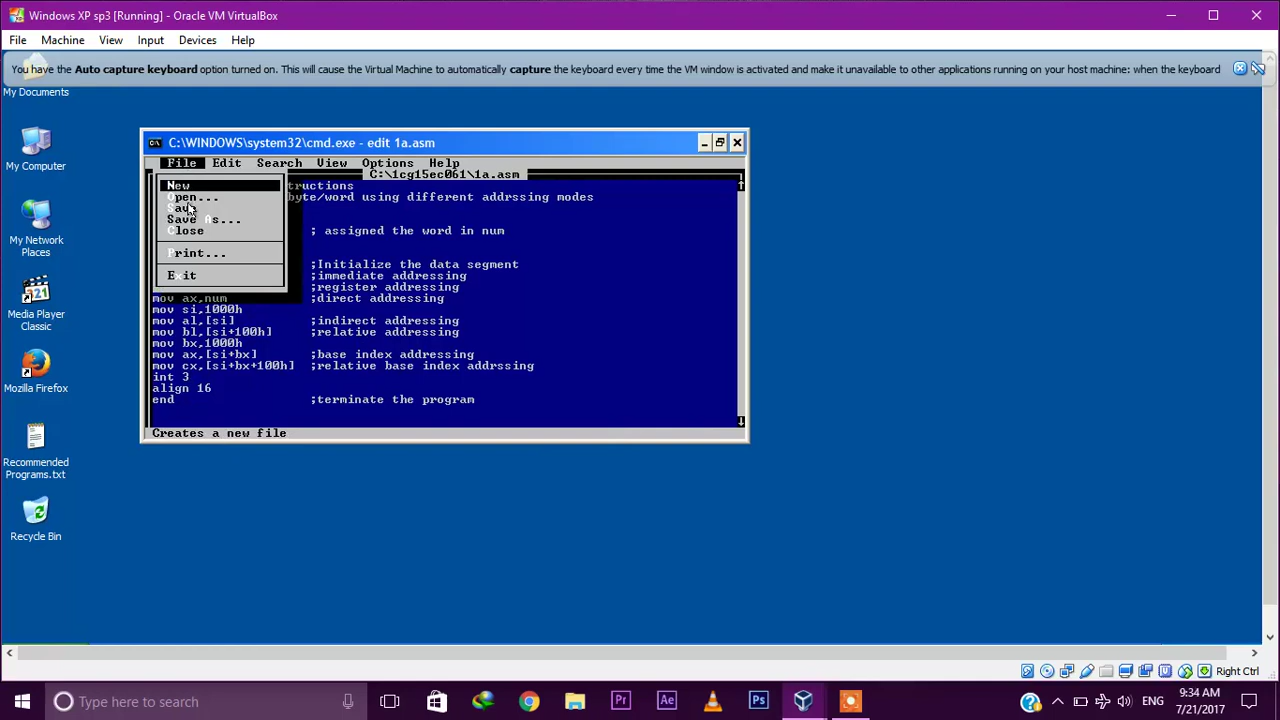 Windows XP sp3 [Running] - Oracle VM VirtualBox
File Machine View Input Devices Help
You have the Auto capture keyboard option turned on. This will cause the Virtual Machine to automatically capture the keyboard every time the VM window is activated and make it unavailable to other applications running on your host machine: when the keyboard
My Documents
My Computer
My Network
Places
Media Player
Classic
Mozilla Firefox
Recommended
Programs.txt
Recycle Bin
C:\WINDOWS\system32\cmd.exe - edit 1a.asm
File Edit Search View Options Help
C:\1cg15ec061\1a.asm
New
Open...
Save
Save As...
Close
Print...
Exit
tructions
byte/word using different addrssing modes
; assigned the word in num
;Initialize the data segment
;immediate addressing
;register addressing
mov ax,num ;direct addressing
mov si,1000h
mov al,[si] ;indirect addressing
mov bl,[si+100h] ;relative addressing
mov bx,1000h
mov ax,[si+bx] ;base index addressing
mov cx,[si+bx+100h] ;relative base index addrssing
int 3
align 16
end ;terminate the program
Creates a new file
Right Ctrl
Type here to search
Pr
Ae
Ps
ENG
9:34 AM
7/21/2017